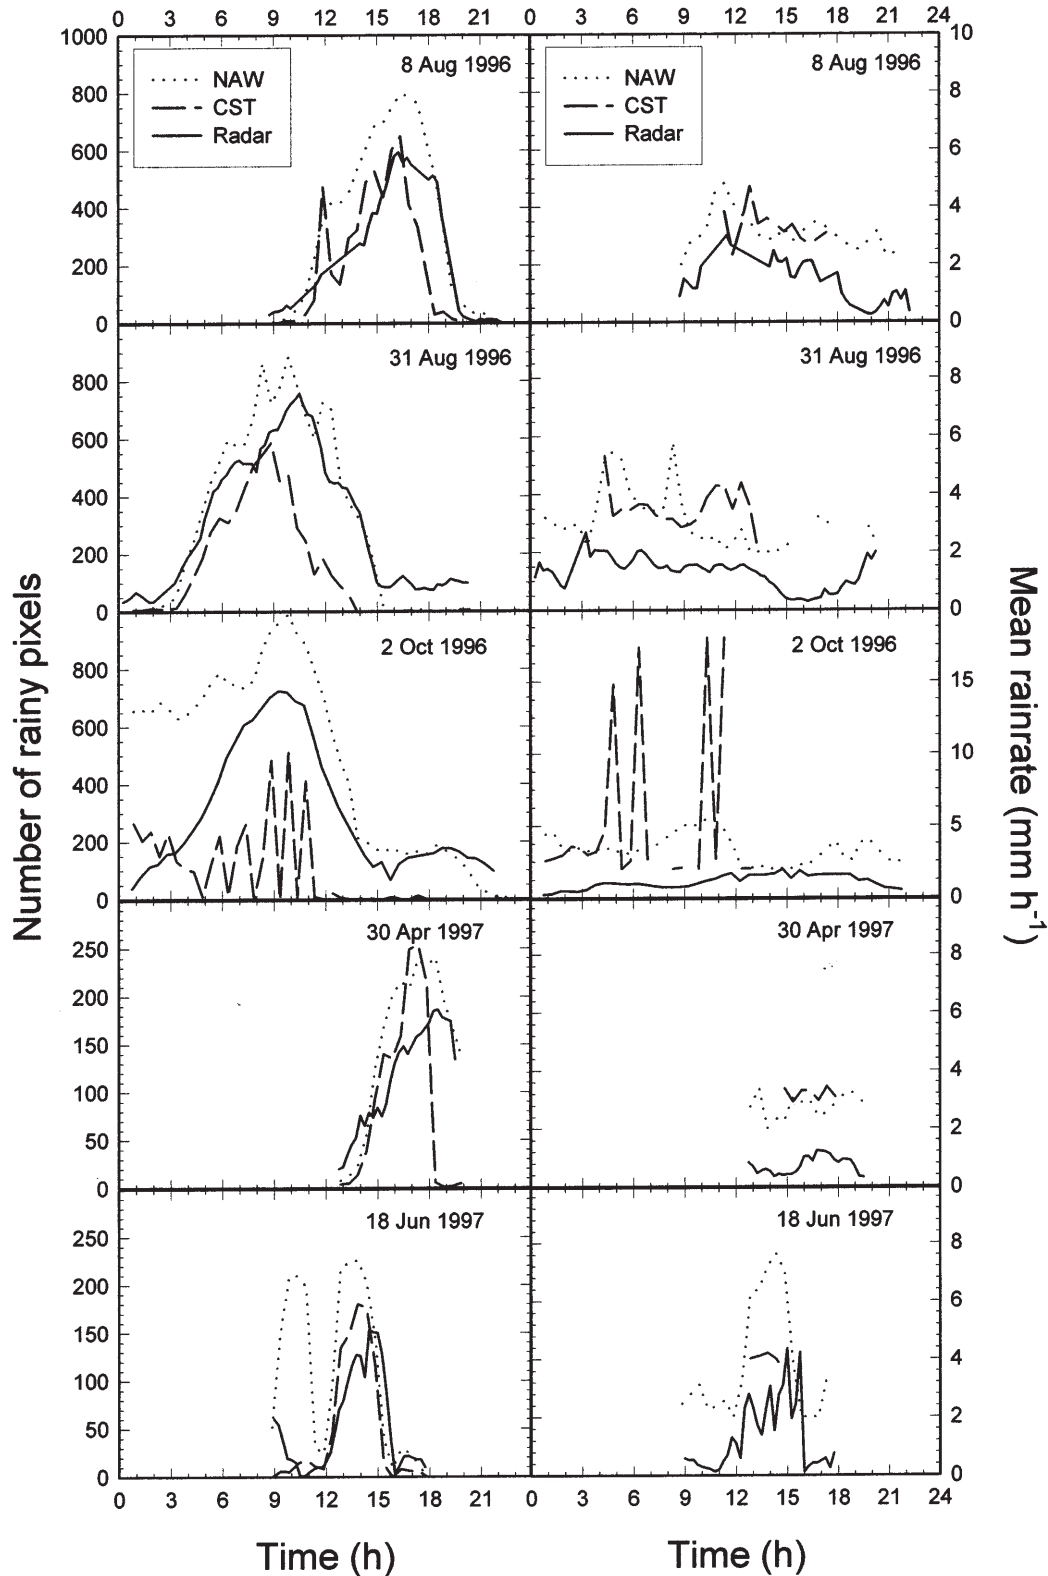 0 3 6 9 12 15 18 21 0 3 6 9 12 15 18 21 24
1000 8 Aug 1996 8 Aug 1996 10
NAW NAW
CST CST
Radar Radar
800 8
600 6
400 4
200 2
0 0
31 Aug 1996 31 Aug 1996
800 8
600 6
400 4
200 2
0 0
2 Oct 1996 2 Oct 1996
800 15
600 10
400 5
200
0 0
30 Apr 1997 30 Apr 1997
250 8
200 6
150 4
100 2
50
0 0
18 Jun 1997 18 Jun 1997
250 8
200 6
150 4
100 2
50
0 0
0 3 6 9 12 15 18 21 0 3 6 9 12 15 18 21 24
Time (h) Time (h)
Number of rainy pixels
Mean rainrate (mm h-1)